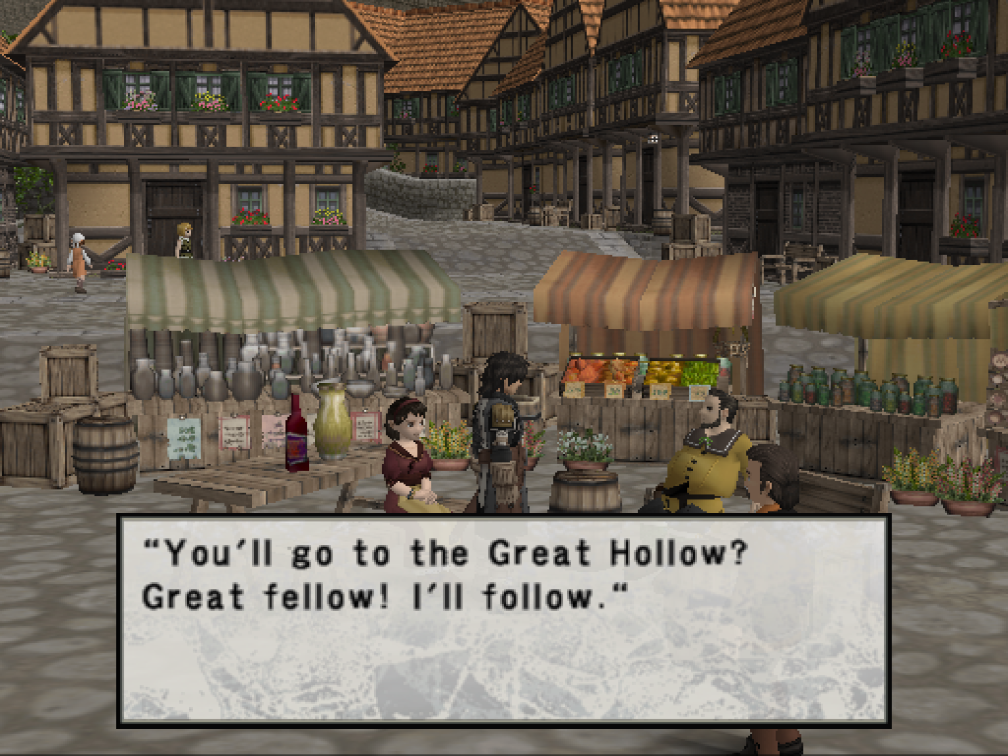 “You'll go to the Great Hollow?
Great fellow! I'll follow.“